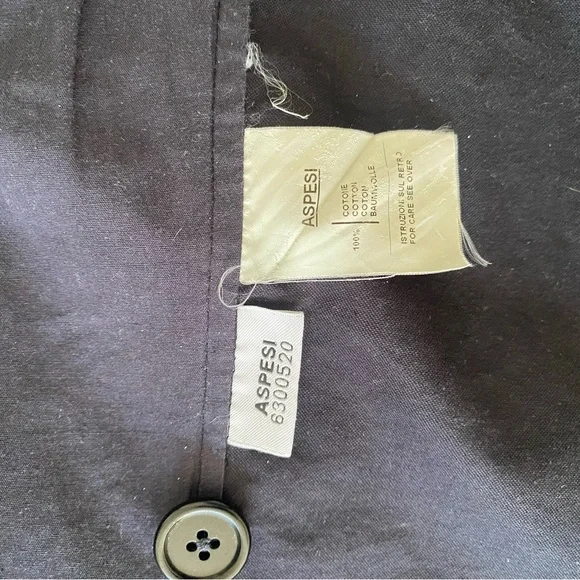 ASPESI
100%
COTONE
COTTON
COTON
BAUMWOLLE
ISTRUZIONI SUL RETRO
FOR CARE SEE OVER
ASPESI
6300520